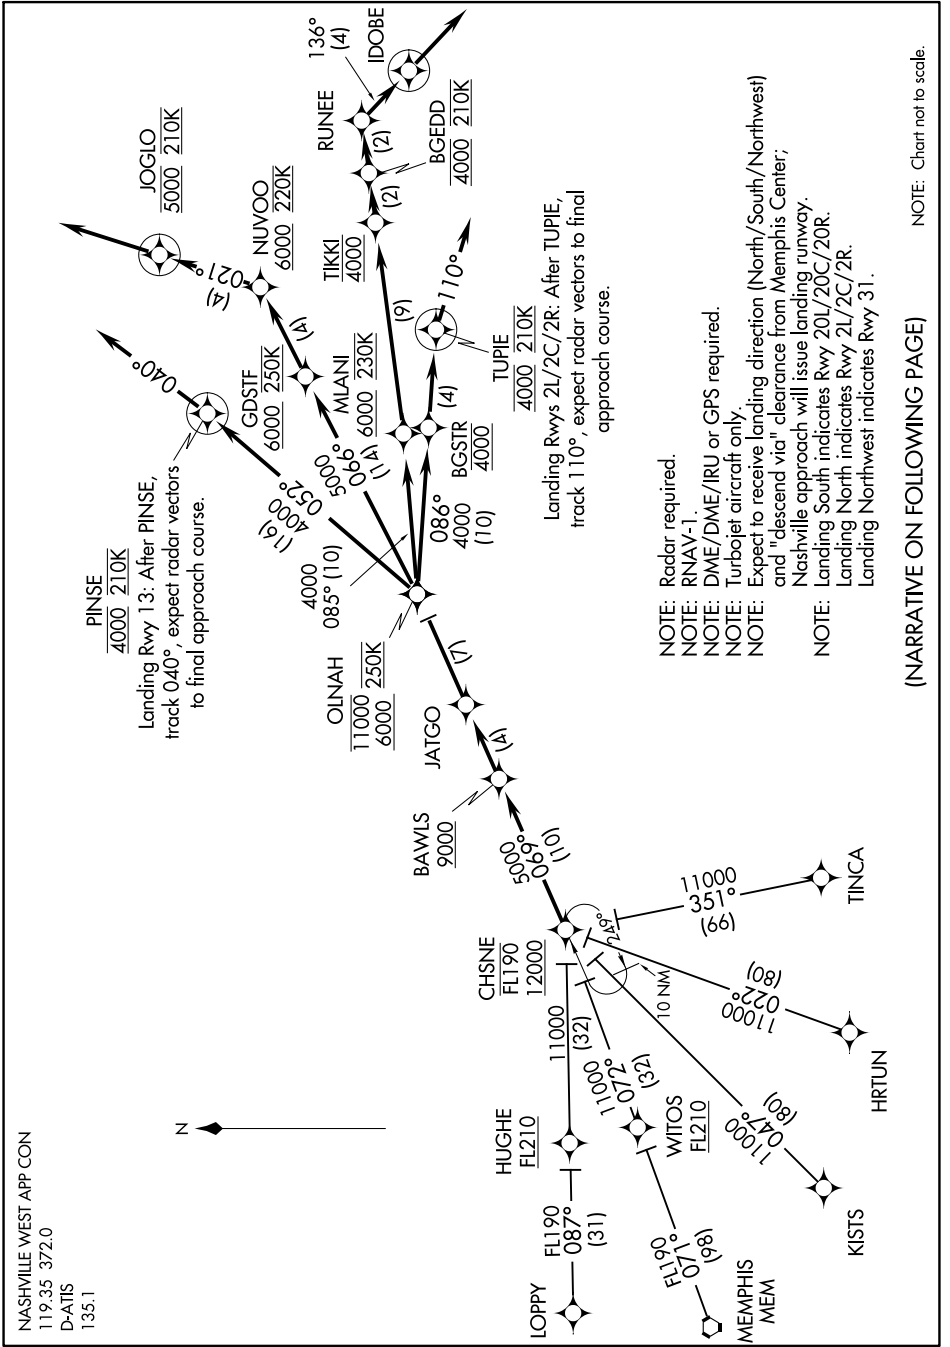 NASHVILLE WEST APP CON
119.35 372.0
D-ATIS
135.1
N
LOPPY
FL190
087°
(31)
HUGHE
FL210
11000
(32)
MEMPHIS
MEM
FL190
071°
(98)
WITOS
FL210
11000
072°
(32)
KISTS
11000
047°
(80)
HRTUN
11000
022°
(80)
TINCA
11000
351°
(66)
CHSNE
FL190
12000
249°
10 NM
5000
069°
(10)
BAWLS
9000
(4)
JATGO
(7)
OLNAH
11000 250K
6000
PINSE
4000 210K
Landing Rwy 13: After PINSE,
track 040°, expect radar vectors
to final approach course.
4000
052°
(16)
040°
5000
066°
(14)
GDSTF
6000 250K
MLANI
6000 230K
(4)
NUVOO
6000 220K
021°
(4)
JOGLO
5000 210K
4000
085° (10)
086°
4000
(10)
BGSTR
4000
(9)
TIKKI
4000
(2)
BGEDD
4000 210K
(2)
RUNEE
136°
(4)
IDOBE
(4)
TUPIE
4000 210K
110°
Landing Rwys 2L/2C/2R: After TUPIE,
track 110°, expect radar vectors to final
approach course.
NOTE: Radar required.
NOTE: RNAV-1.
NOTE: DME/DME/IRU or GPS required.
NOTE: Turbojet aircraft only.
NOTE: Expect to receive landing direction (North/South/Northwest)
and "descend via" clearance from Memphis Center;
Nashville approach will issue landing runway.
NOTE: Landing South indicates Rwy 20L/20C/20R.
Landing North indicates Rwy 2L/2C/2R.
Landing Northwest indicates Rwy 31.
(NARRATIVE ON FOLLOWING PAGE)
NOTE: Chart not to scale.